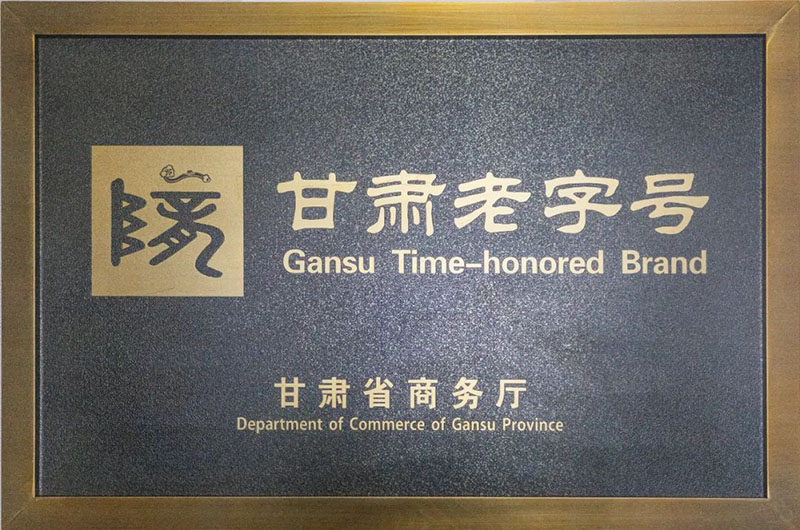 甘肃老字号
Gansu Time-honored Brand
甘肃省商务厅
Department of Commerce of Gansu Province